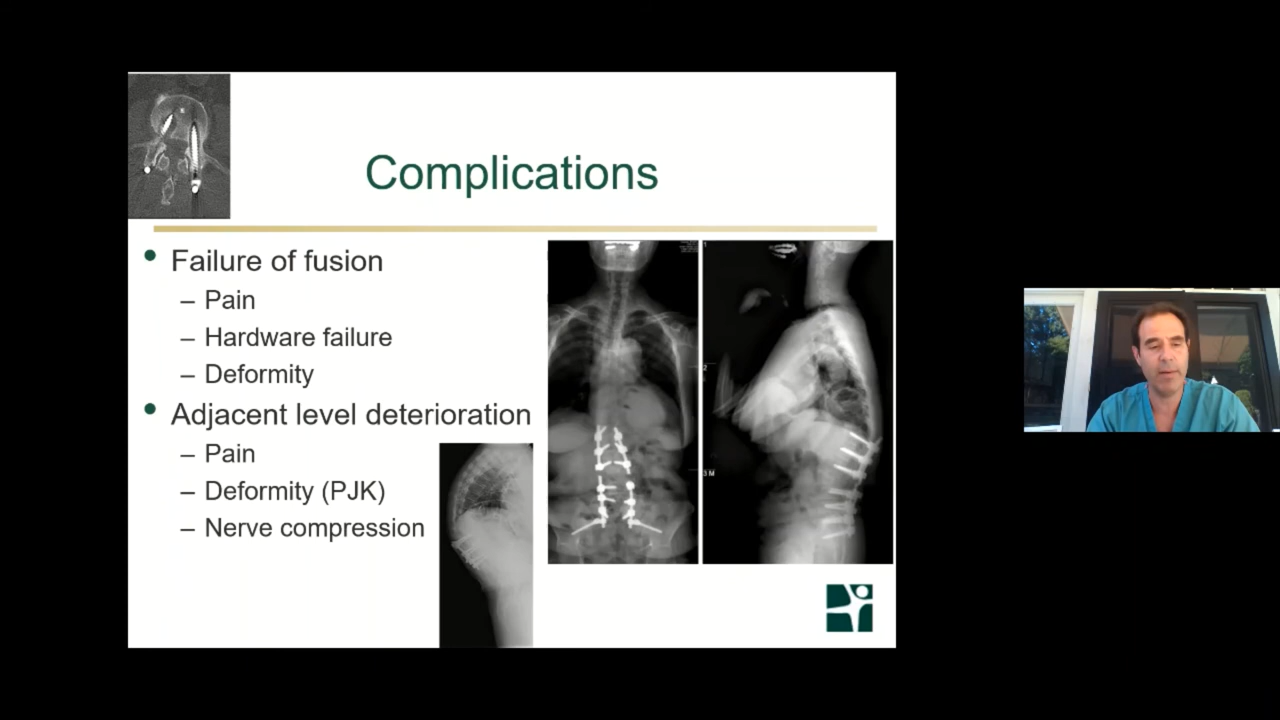 Complications
• Failure of fusion
– Pain
– Hardware failure
– Deformity
• Adjacent level deterioration
– Pain
– Deformity (PJK)
– Nerve compression